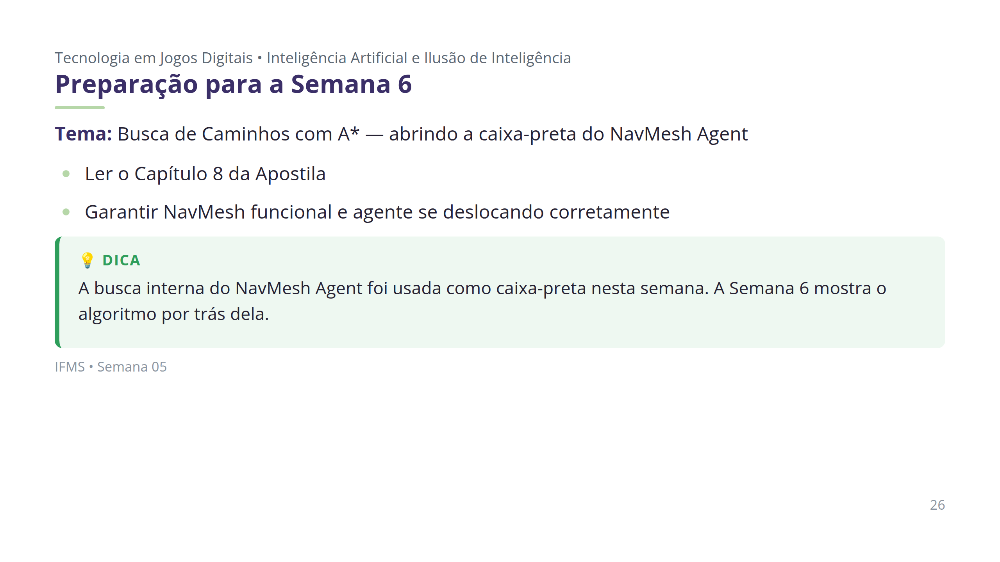 Tecnologia em Jogos Digitais • Inteligência Artificial e Ilusão de Inteligência
Preparação para a Semana 6
Tema: Busca de Caminhos com A* — abrindo a caixa-preta do NavMesh Agent
• Ler o Capítulo 8 da Apostila
• Garantir NavMesh funcional e agente se deslocando corretamente
💡 DICA
A busca interna do NavMesh Agent foi usada como caixa-preta nesta semana. A Semana 6 mostra o
algoritmo por trás dela.
IFMS • Semana 05
26